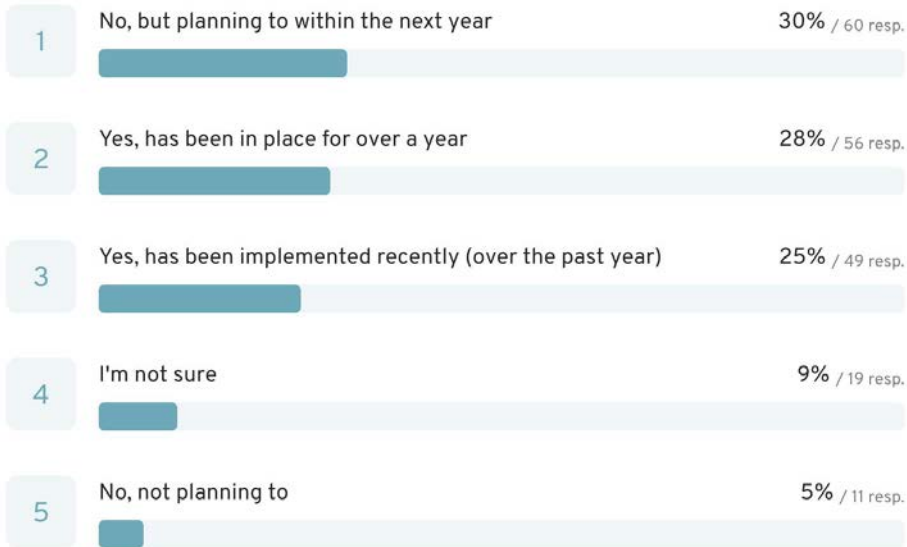 1
No, but planning to within the next year 30% / 60 resp.
2
Yes, has been in place for over a year 28% / 56 resp.
3
Yes, has been implemented recently (over the past year) 25% / 49 resp.
4
I'm not sure 9% / 19 resp.
5
No, not planning to 5% / 11 resp.